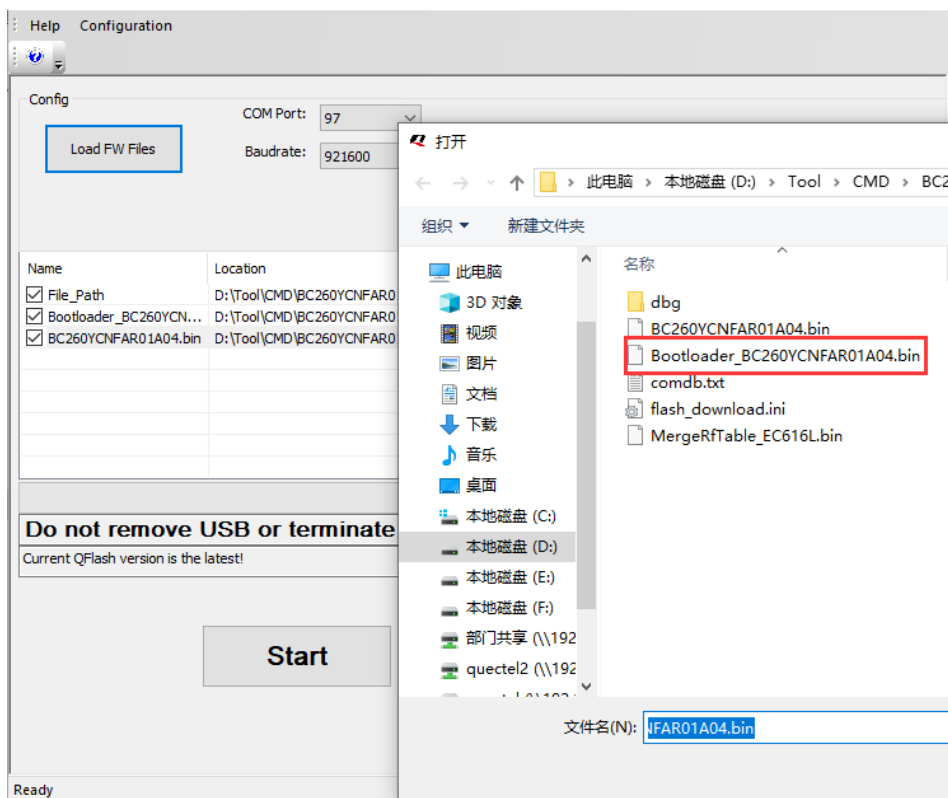 Help Configuration
Config
Load FW Files
COM Port: 97
Baudrate: 921600
Name Location
File_Path D:\Tool\CMD\BC260YCNFAR0
Bootloader_BC260YCN... D:\Tool\CMD\BC260YCNFAR0
BC260YCNFAR01A04.bin D:\Tool\CMD\BC260YCNFAR0
Do not remove USB or terminate
Current QFlash version is the latest!
Start
Ready
打开
此电脑 › 本地磁盘 (D:) › Tool › CMD › BC2
组织 新建文件夹
此电脑
3D 对象
视频
图片
文档
下载
音乐
桌面
本地磁盘 (C:)
本地磁盘 (D:)
本地磁盘 (E:)
本地磁盘 (F:)
部门共享 (\\192
quectel2 (\\192
名称
dbg
BC260YCNFAR01A04.bin
Bootloader_BC260YCNFAR01A04.bin
comdb.txt
flash_download.ini
MergeRfTable_EC616L.bin
文件名(N): NFAR01A04.bin